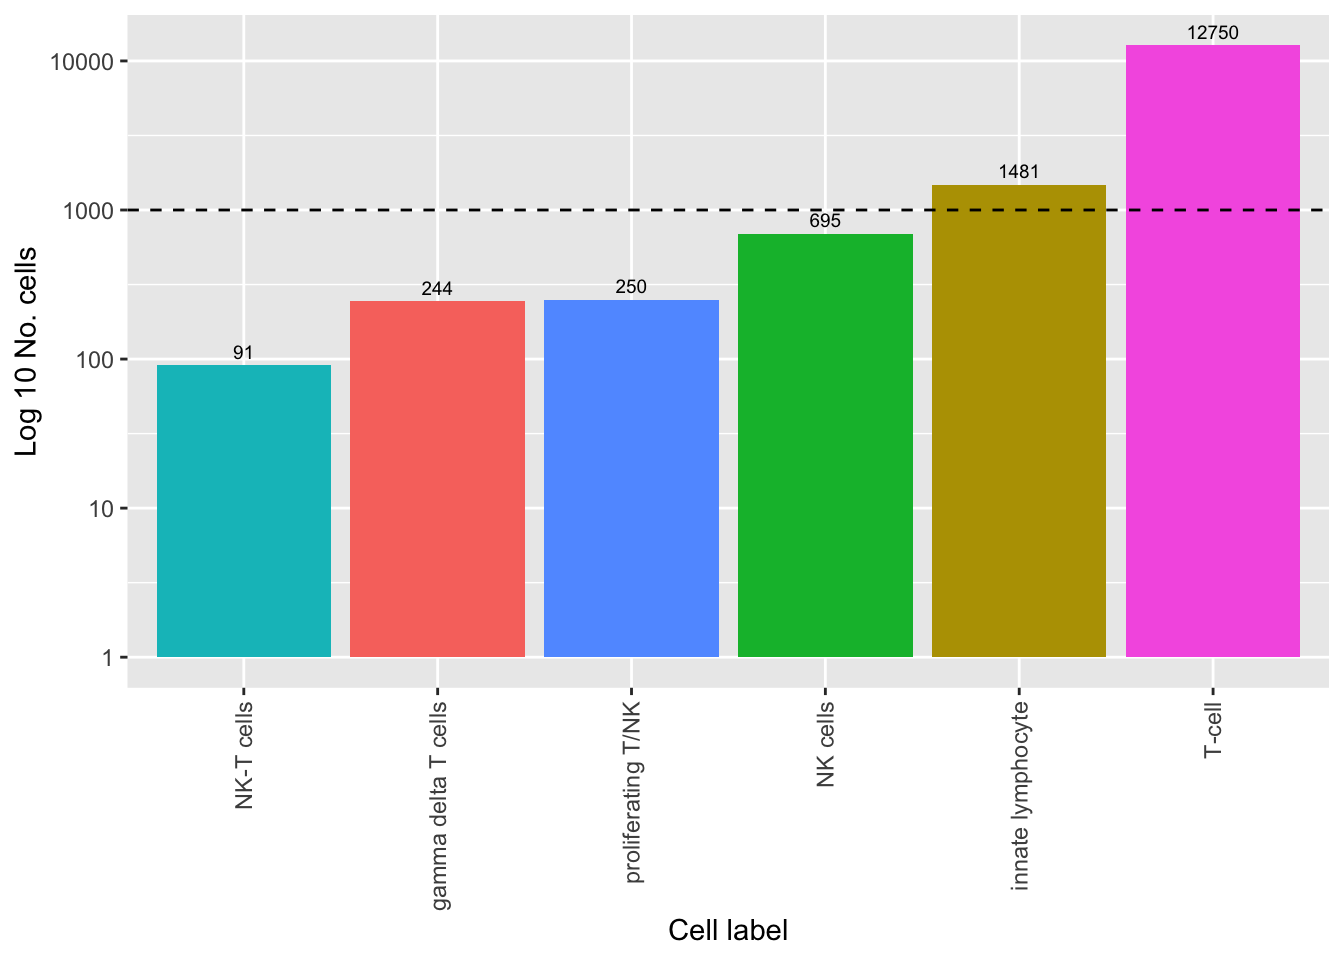 12750
10000
1481
1000
695
250
244
91
100
10
1
Log 10 No. cells
NK-T cells
gamma delta T cells
proliferating T/NK
NK cells
innate lymphocyte
T-cell
Cell label